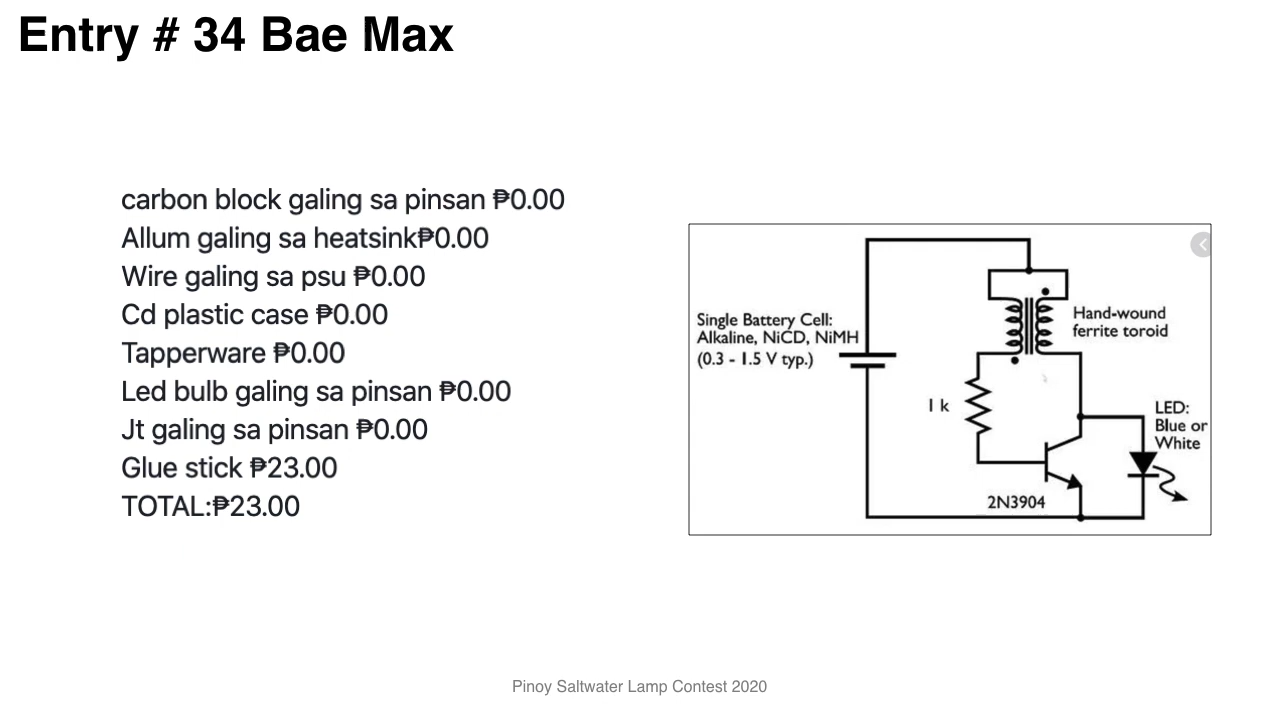 Entry # 34 Bae Max
carbon block galing sa pinsan ₱0.00
Allum galing sa heatsink₱0.00
Wire galing sa psu ₱0.00
Cd plastic case ₱0.00
Tapperware ₱0.00
Led bulb galing sa pinsan ₱0.00
Jt galing sa pinsan ₱0.00
Glue stick ₱23.00
TOTAL:₱23.00
Single Battery Cell:
Alkaline, NiCD, NiMH
(0.3 - 1.5 V typ.)
Hand-wound
ferrite toroid
1 k
LED:
Blue or
White
2N3904
Pinoy Saltwater Lamp Contest 2020